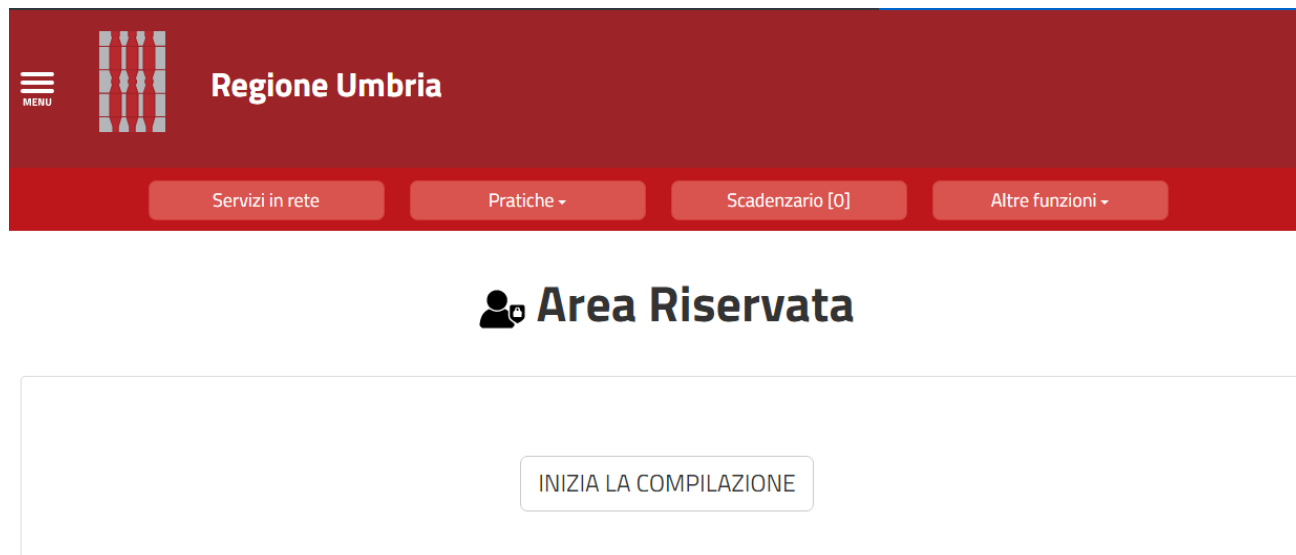 MENU
Regione Umbria
Servizi in rete
Pratiche
Scadenzario [0]
Altre funzioni
Area Riservata
INIZIA LA COMPILAZIONE